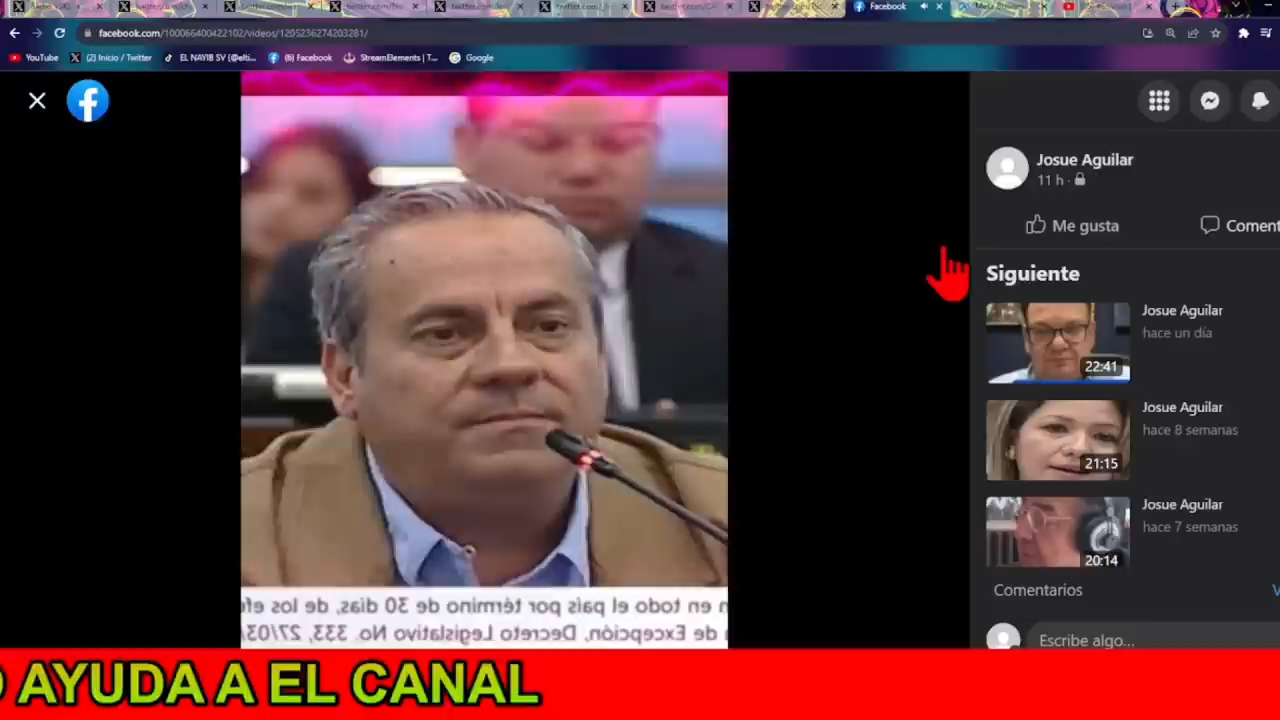 facebook.com/100066400422102/videos/1205236274203281/
YouTube
(2) Inicio / Twitter
EL NAYIB SV (@elti...
(6) Facebook
StreamElements | T...
Google
Facebook
Josue Aguilar
11 h
Me gusta
Coment
Siguiente
Josue Aguilar
hace un día
22:41
Josue Aguilar
hace 8 semanas
21:15
Josue Aguilar
hace 7 semanas
20:14
Comentarios
Escribe algo...
n en todo el país por término de 30 días, de los efe
n de Excepción, Decreto Legislativo No. 333, 27/03/
O AYUDA A EL CANAL